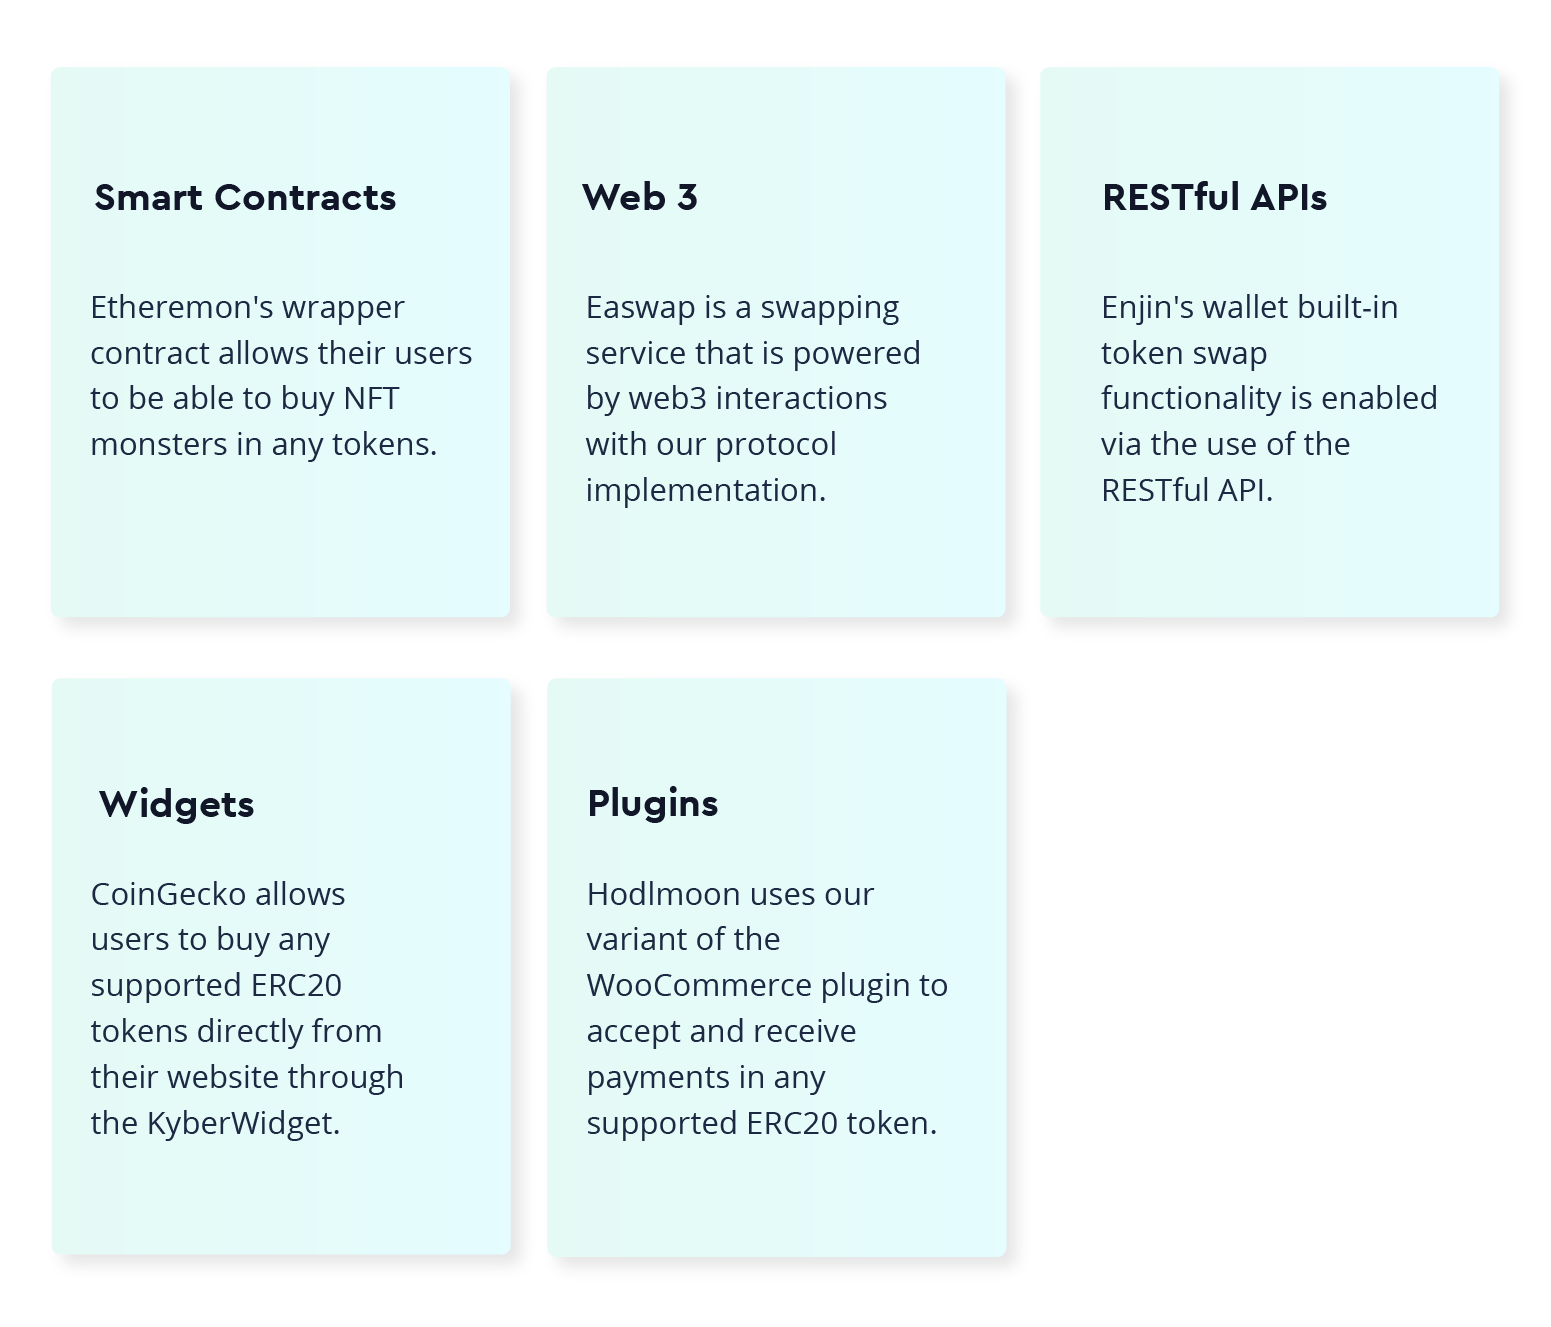 Smart Contracts
Etheremon's wrapper
contract allows their users
to be able to buy NFT
monsters in any tokens.
Web 3
Easwap is a swapping
service that is powered
by web3 interactions
with our protocol
implementation.
RESTful APIs
Enjin's wallet built-in
token swap
functionality is enabled
via the use of the
RESTful API.
Widgets
CoinGecko allows
users to buy any
supported ERC20
tokens directly from
their website through
the KyberWidget.
Plugins
Hodlmoon uses our
variant of the
WooCommerce plugin to
accept and receive
payments in any
supported ERC20 token.